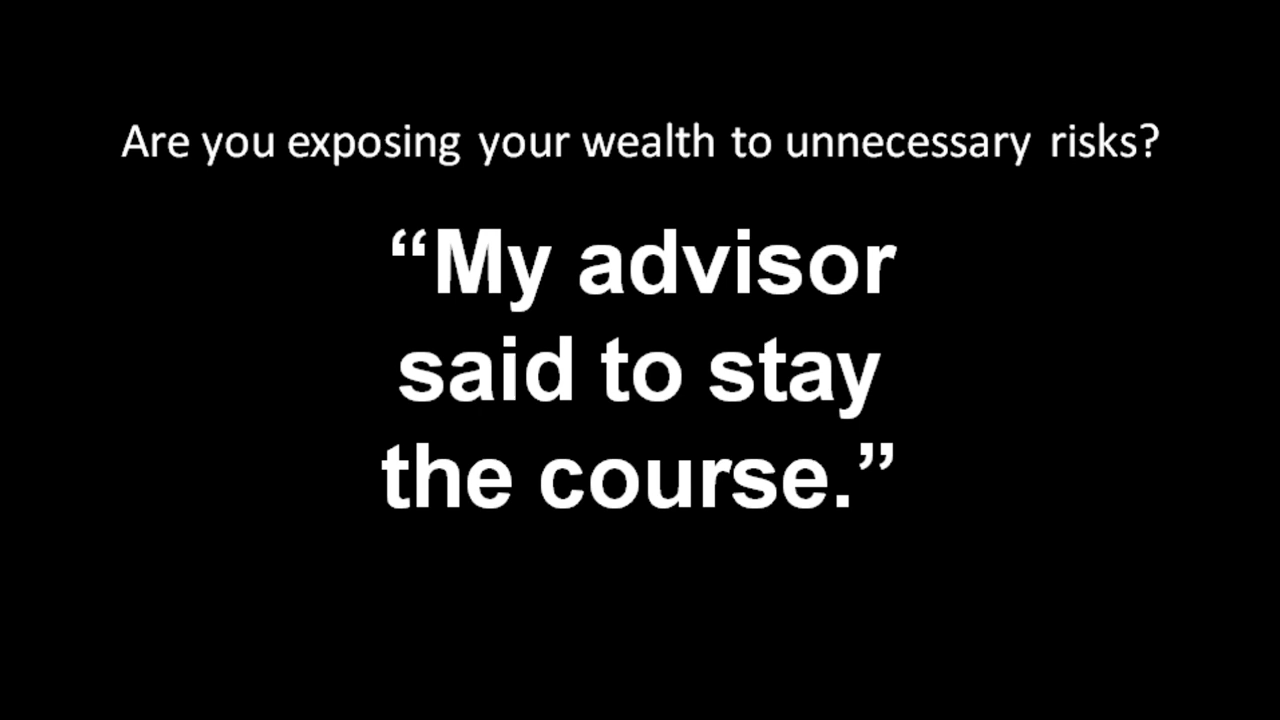 Are you exposing your wealth to unnecessary risks?
“My advisor
said to stay
the course.”